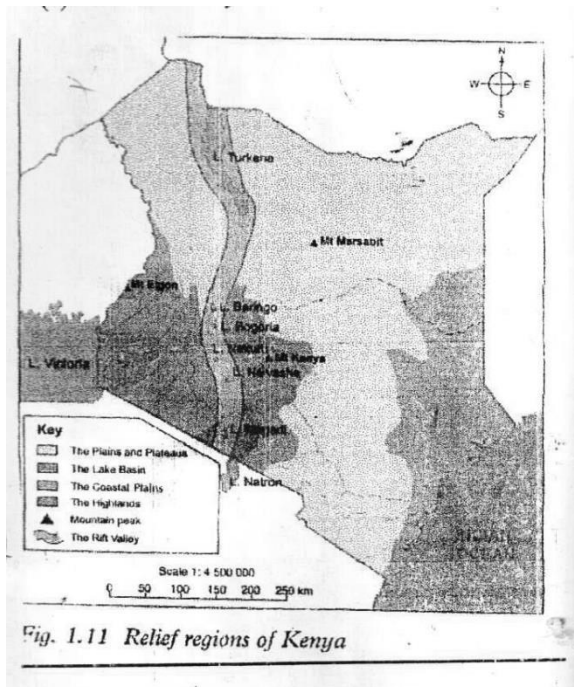 N
W E
S
L. Turkana
Mt Marsabit
Mt Elgon
L. Baringo
L. Bogoria
L. Nakuru
Mt Kenya
L. Victoria
L. Naivasha
L. Magadi
L. Natron
INDIAN
OCEAN
Key
The Plains and Plateaus
The Lake Basin
The Coastal Plains
The Highlands
Mountain peak
The Rift Valley
Scale 1: 4 500 000
0 50 100 150 200 250 km
Fig. 1.11 Relief regions of Kenya